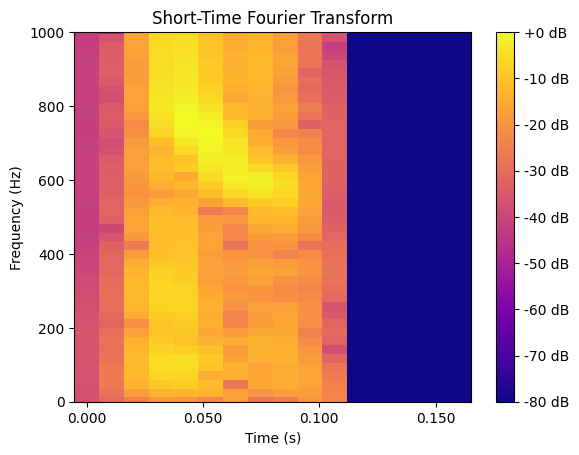 Short-Time Fourier Transform
1000
800
600
400
200
0
Frequency (Hz)
0.000
0.050
0.100
0.150
Time (s)
+0 dB
-10 dB
-20 dB
-30 dB
-40 dB
-50 dB
-60 dB
-70 dB
-80 dB